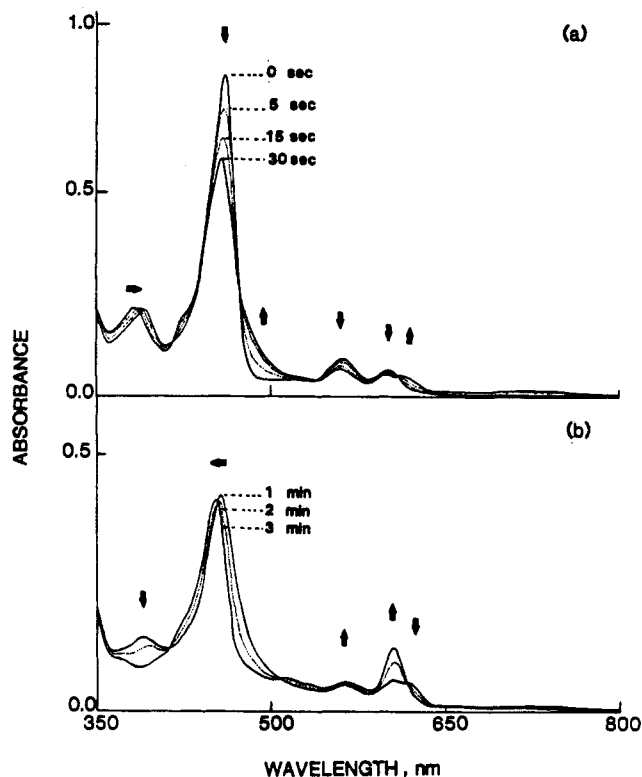 1.0
(a)
0 sec
5 sec
15 sec
30 sec
0.5
0.0
ABSORBANCE
(b)
0.5
1 min
2 min
3 min
0.0
350
500
650
800
WAVELENGTH, nm